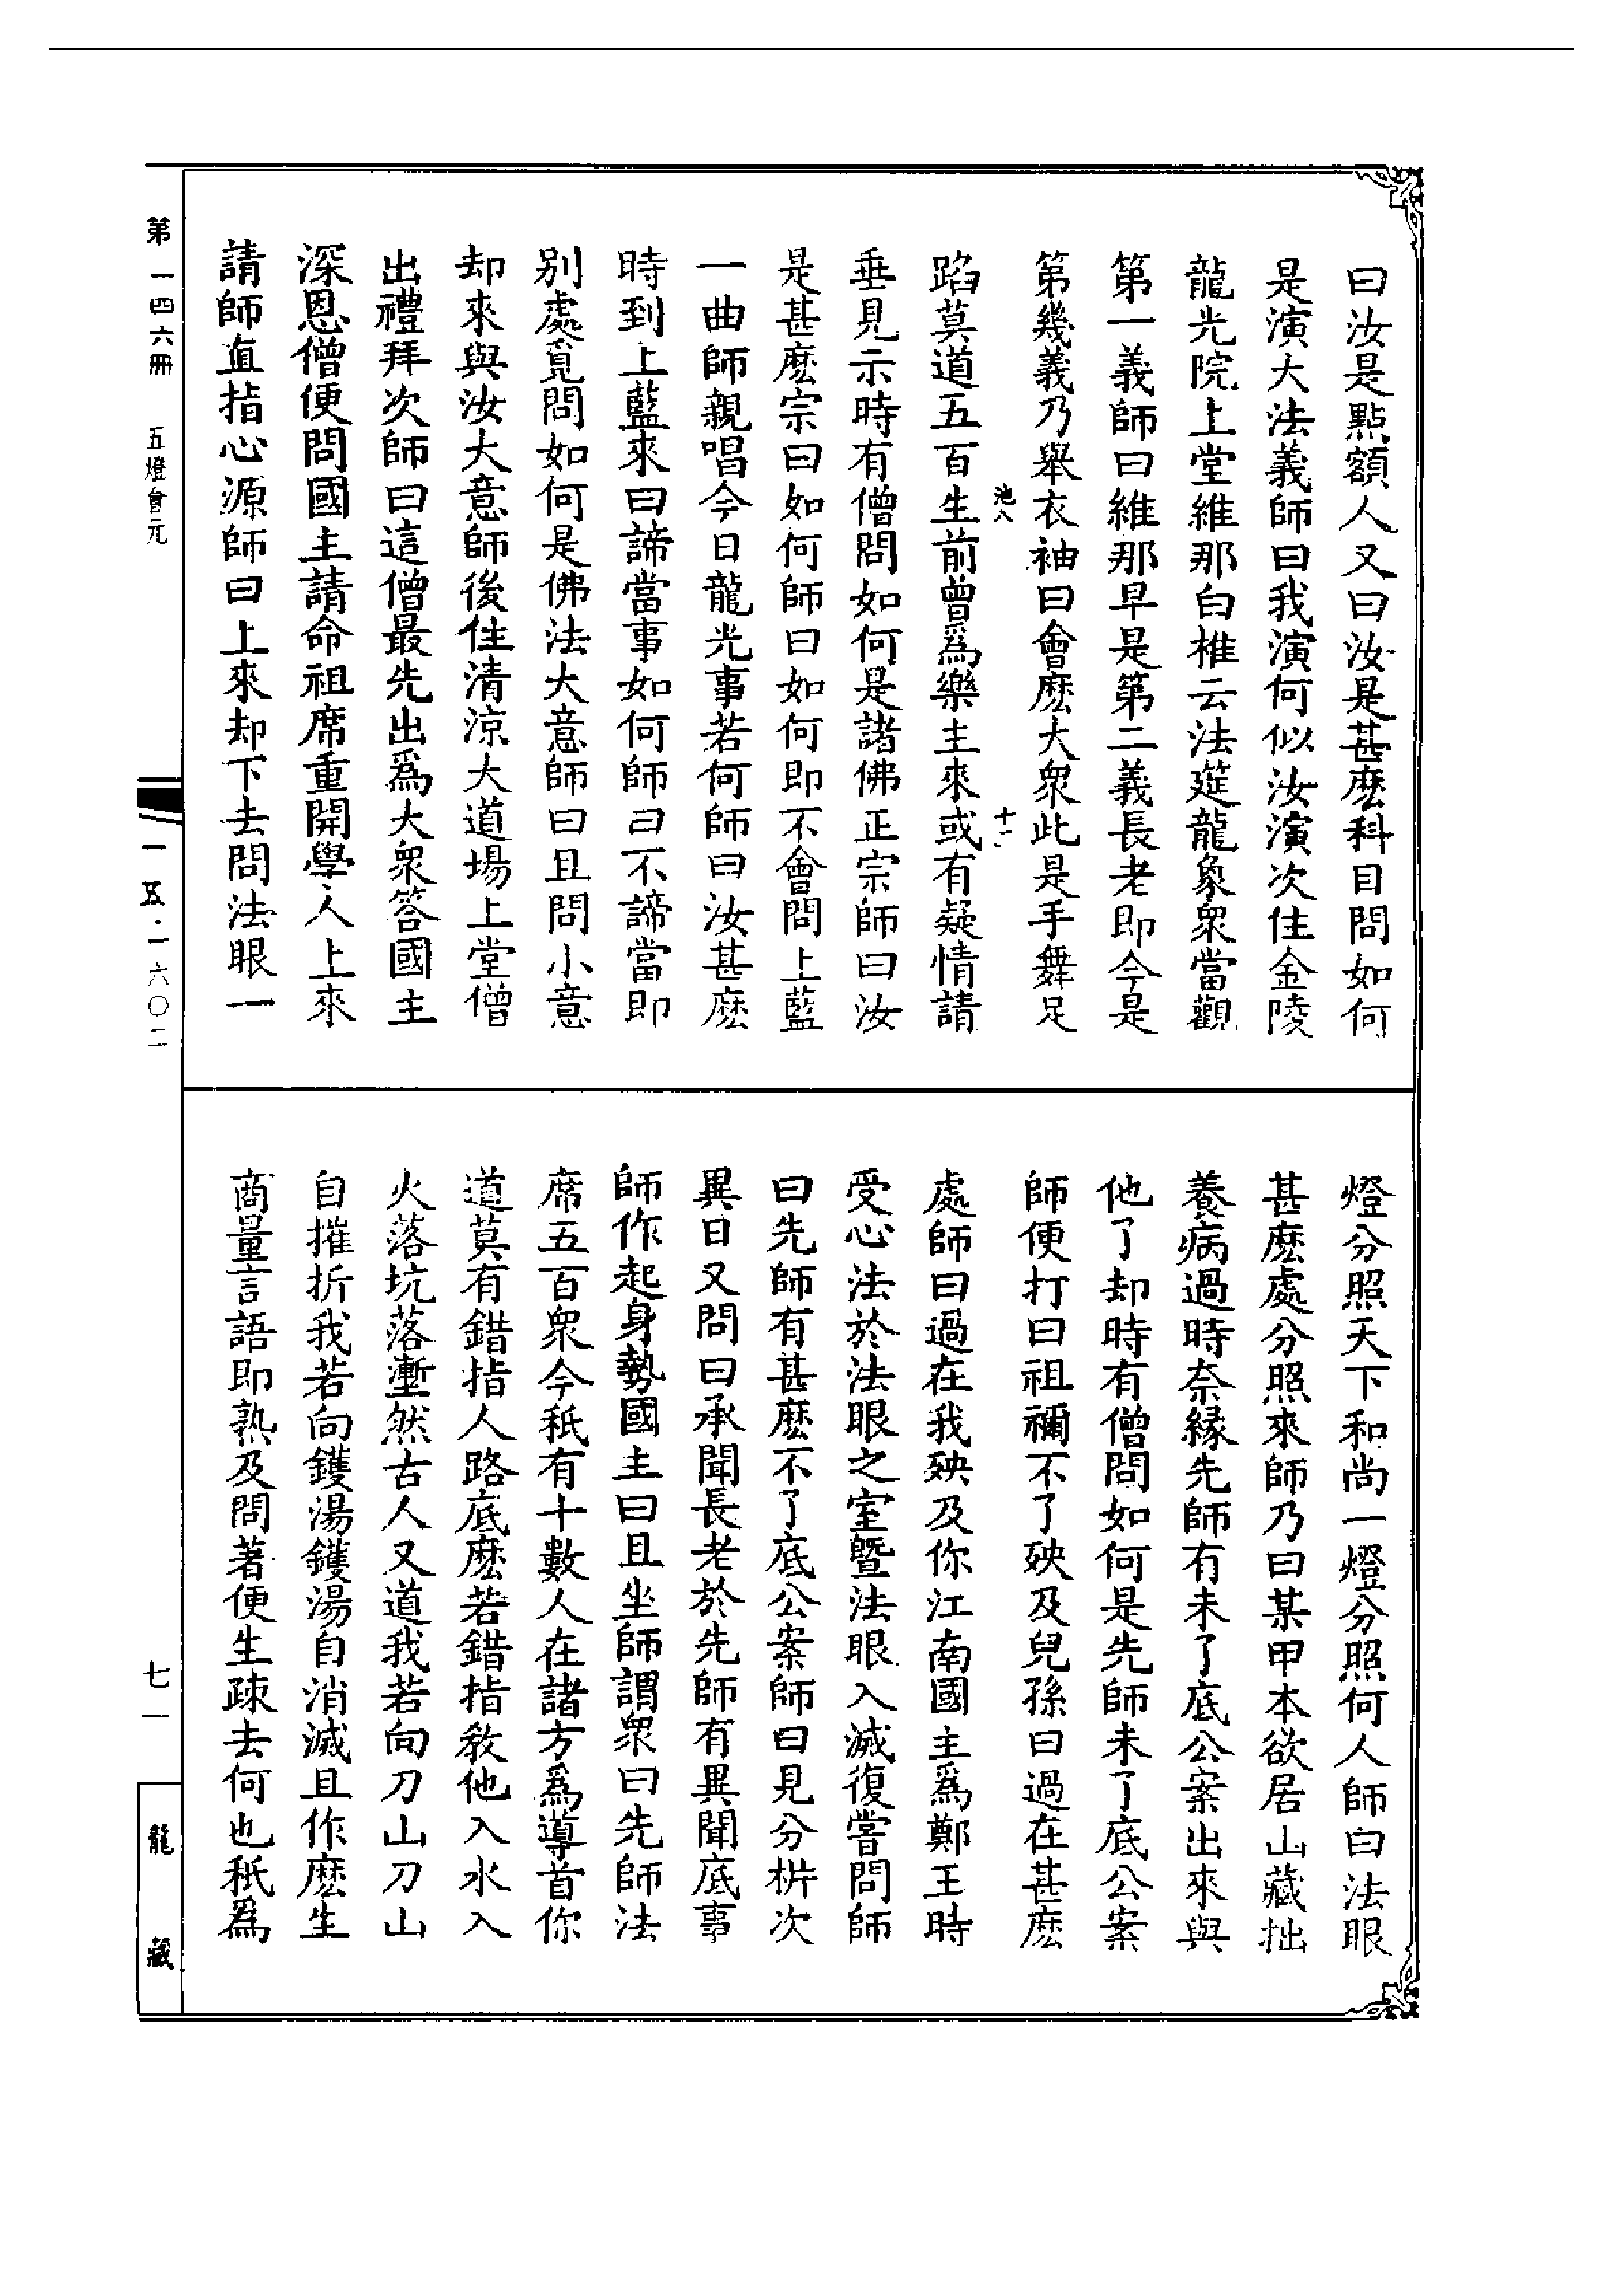 曰汝是點額人又曰汝是甚麽科目問如何
是演大法義師曰我演何似汝演次住金陵
龍光院上堂維那白椎云法筵龍象衆當觀
第一義師曰維那早是第二義長老即今是
第幾義乃舉衣袖曰會麽大衆此是手舞足
池八
十二
蹈莫道五百生前曾爲樂主來或有疑情請
垂見示時有僧問如何是諸佛正宗師曰汝
是甚麽宗曰如何師曰如何即不會問上藍
一曲師親唱今日龍光事若何師曰汝甚麽
時到上藍來曰諦當事如何師曰不諦當即
別處覓問如何是佛法大意師曰且問小意
却來與汝大意師後住清涼大道場上堂僧
出禮拜次師曰這僧最先出爲大衆答國主
深恩僧便問國主請命祖席重開學人上來
請師直指心源師曰上來却下去問法眼一
燈分照天下和尚一燈分照何人師曰法眼
甚麽處分照來師乃曰某甲本欲居山藏拙
養病過時奈緣先師有未了底公案出來與
他了却時有僧問如何是先師未了底公案
師便打曰祖禰不了殃及兒孫曰過在甚麽
處師曰過在我殃及你江南國主爲鄭王時
受心法於法眼之室暨法眼入滅復嘗問師
曰先師有甚麽不了底公案師曰見分析次
異日又問曰承聞長老於先師有異聞底事
師作起身勢國主曰且坐師謂衆曰先師法
席五百衆今秖有十數人在諸方爲導首你
道莫有錯指人路底麽若錯指教他入水入
火落坑落塹然古人又道我若向刀山刀山
自摧折我若向鑊湯鑊湯自消滅且作麽生
商量言語即熟及問著便生疎去何也秖爲
第一四六冊　五燈會元
一五·一六〇二
七一
龍藏